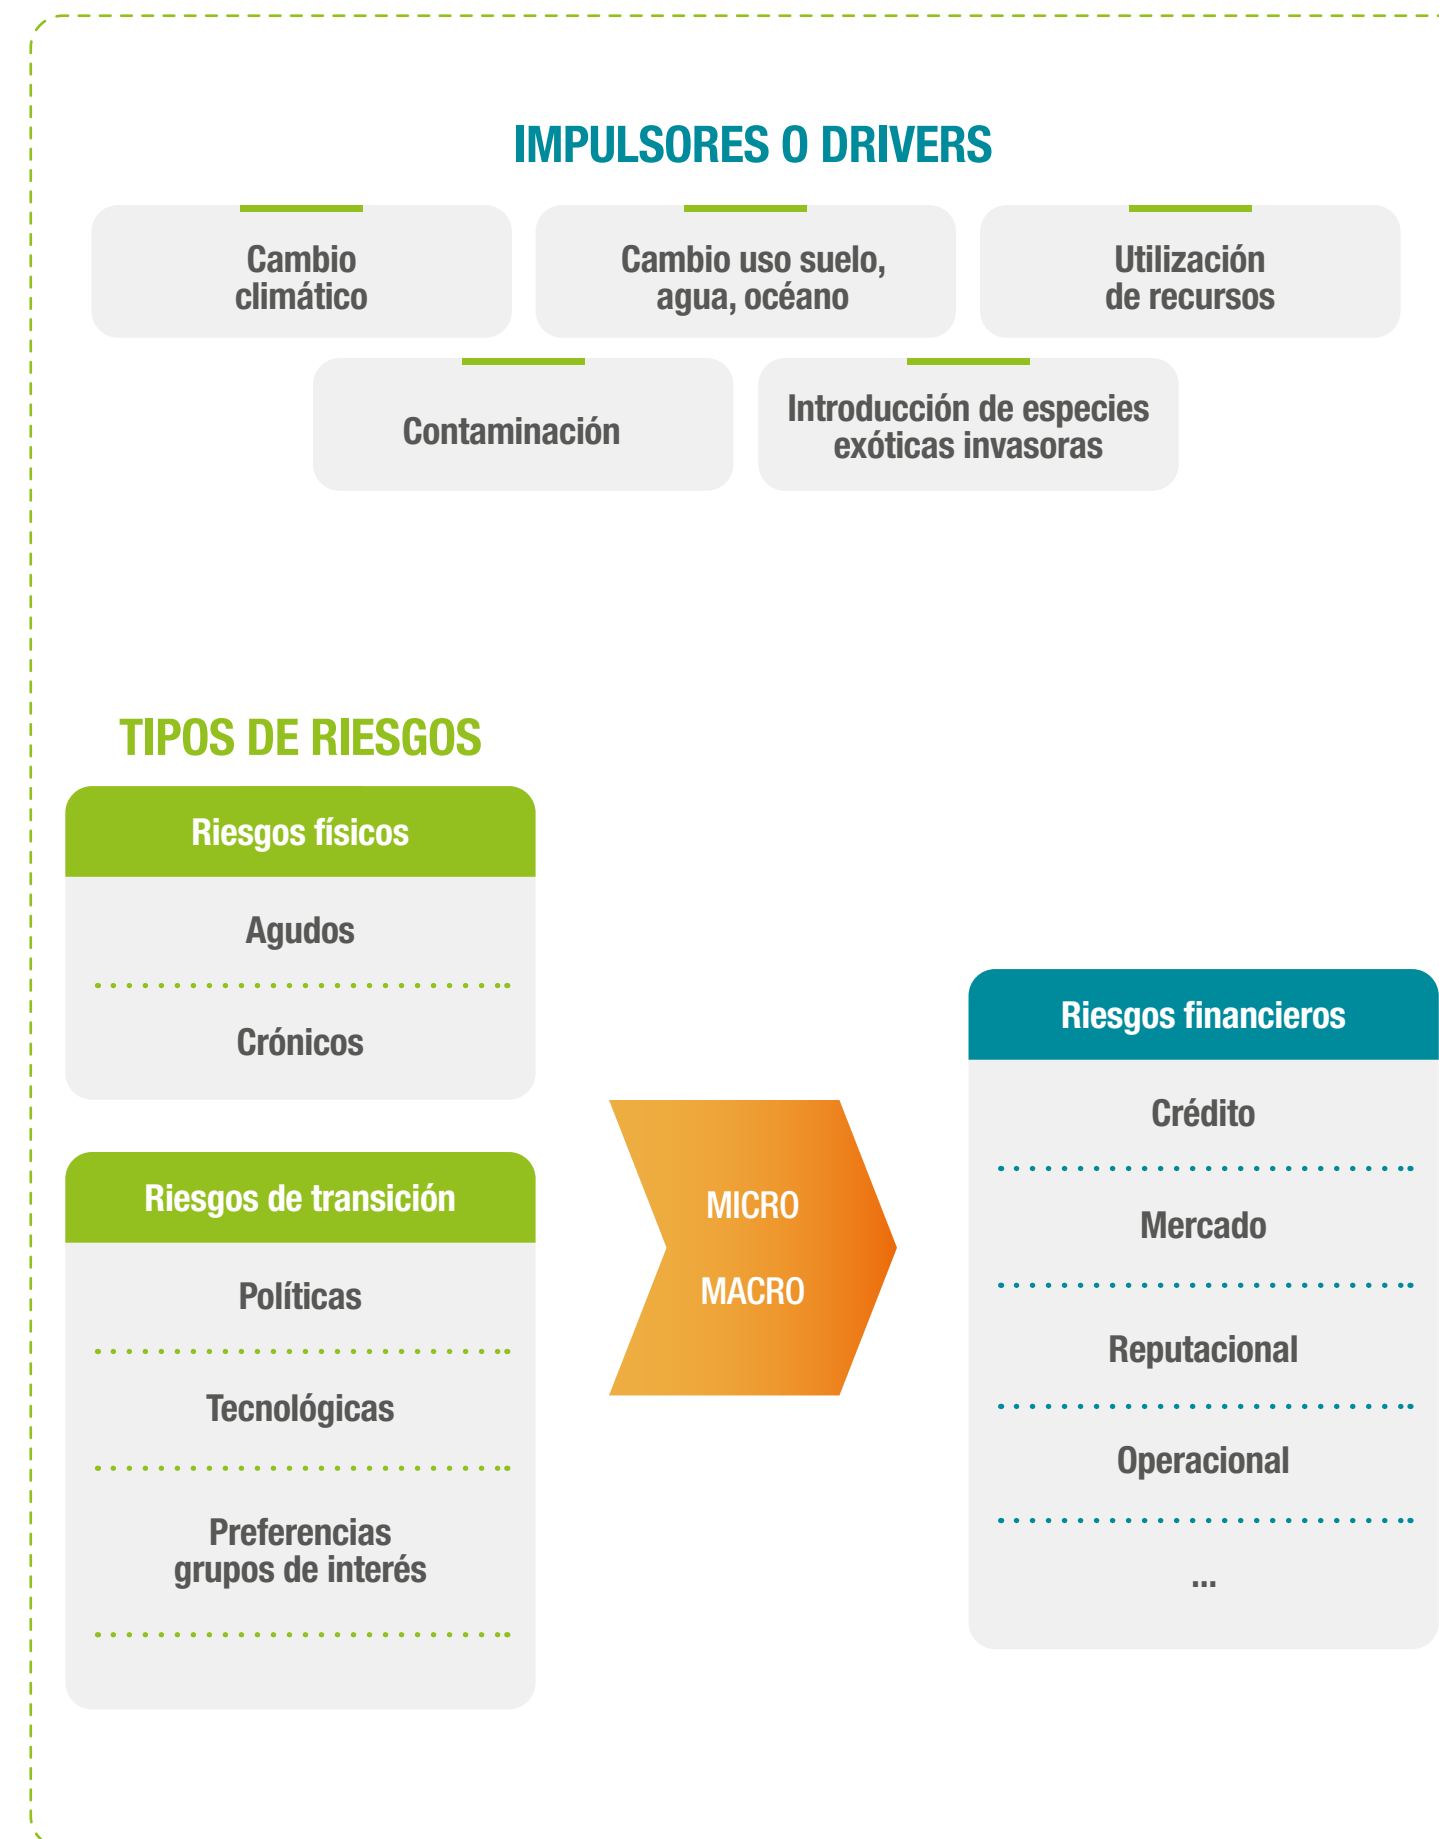 IMPULSORES O DRIVERS
Cambio
climático
Cambio uso suelo,
agua, océano
Utilización
de recursos
Contaminación
Introducción de especies
exóticas invasoras
TIPOS DE RIESGOS
Riesgos físicos
Agudos
Crónicos
Riesgos de transición
Políticas
Tecnológicas
Preferencias
grupos de interés
MICRO
MACRO
Riesgos financieros
Crédito
Mercado
Reputacional
Operacional
...